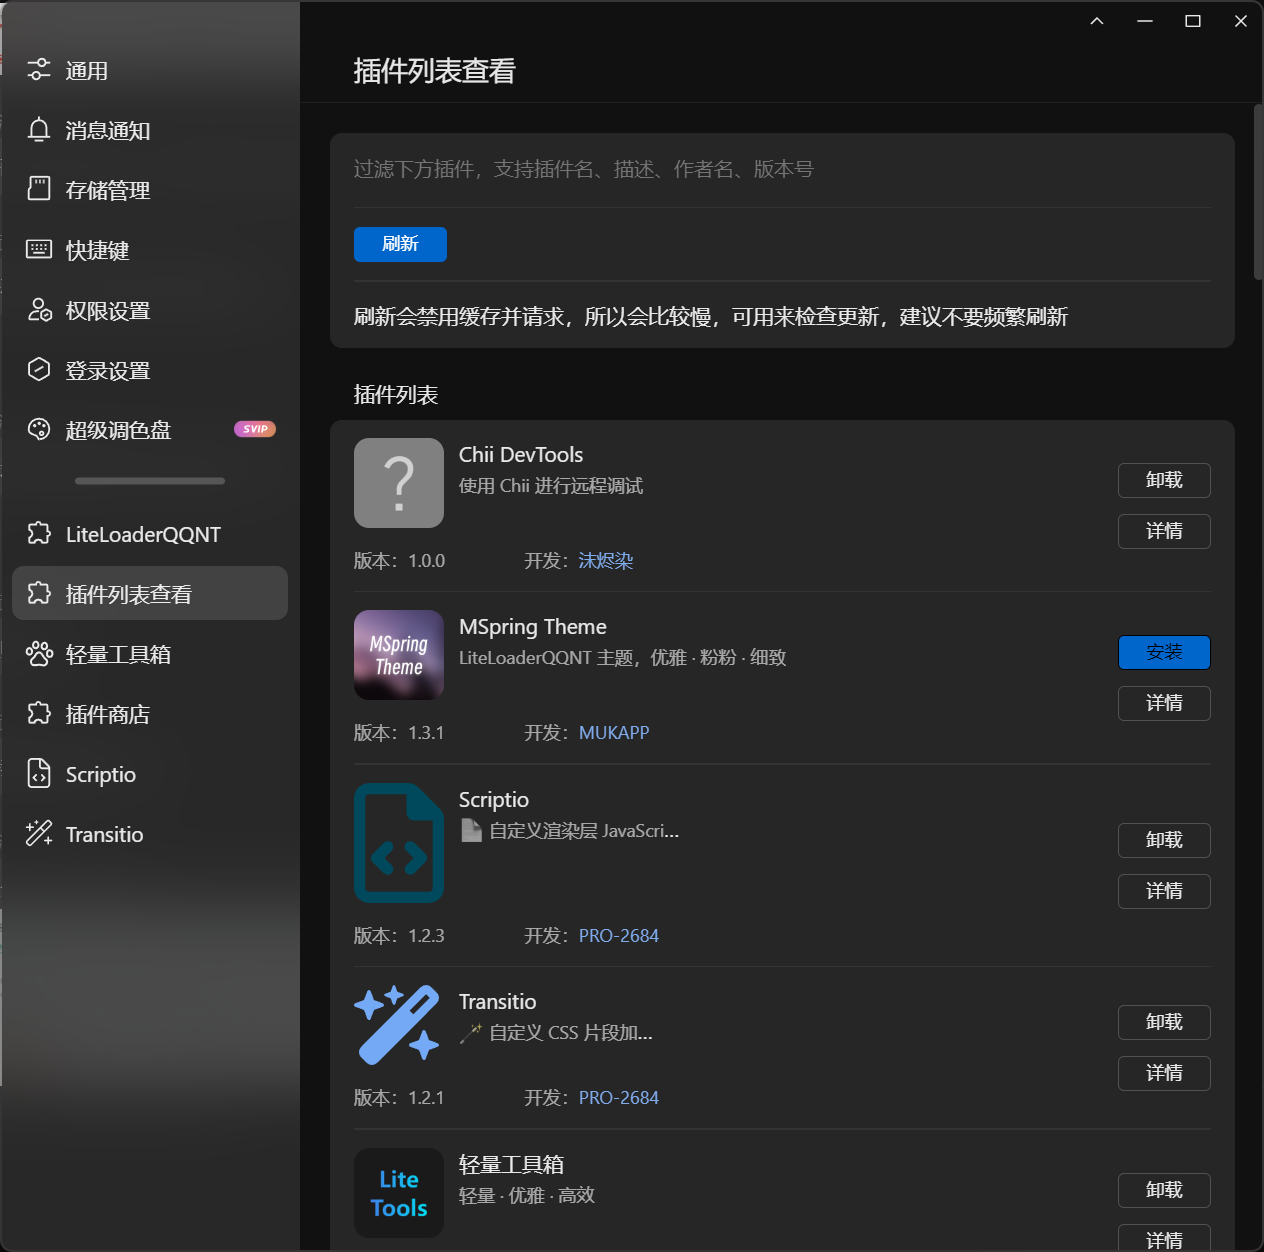 通用
消息通知
存储管理
快捷键
权限设置
登录设置
超级调色盘
SVIP
LiteLoaderQQNT
插件列表查看
轻量工具箱
插件商店
Scriptio
Transitio
插件列表查看
过滤下方插件，支持插件名、描述、作者名、版本号
刷新
刷新会禁用缓存并请求，所以会比较慢，可用来检查更新，建议不要频繁刷新
插件列表
?
Chii DevTools
使用 Chii 进行远程调试
卸载
详情
版本：1.0.0
开发：沫烬染
MSpring
Theme
MSpring Theme
LiteLoaderQQNT 主题，优雅 · 粉粉 · 细致
安装
详情
版本：1.3.1
开发：MUKAPP
Scriptio
自定义渲染层 JavaScri...
卸载
详情
版本：1.2.3
开发：PRO-2684
Transitio
自定义 CSS 片段加...
卸载
详情
版本：1.2.1
开发：PRO-2684
Lite
Tools
轻量工具箱
轻量 · 优雅 · 高效
卸载
详情